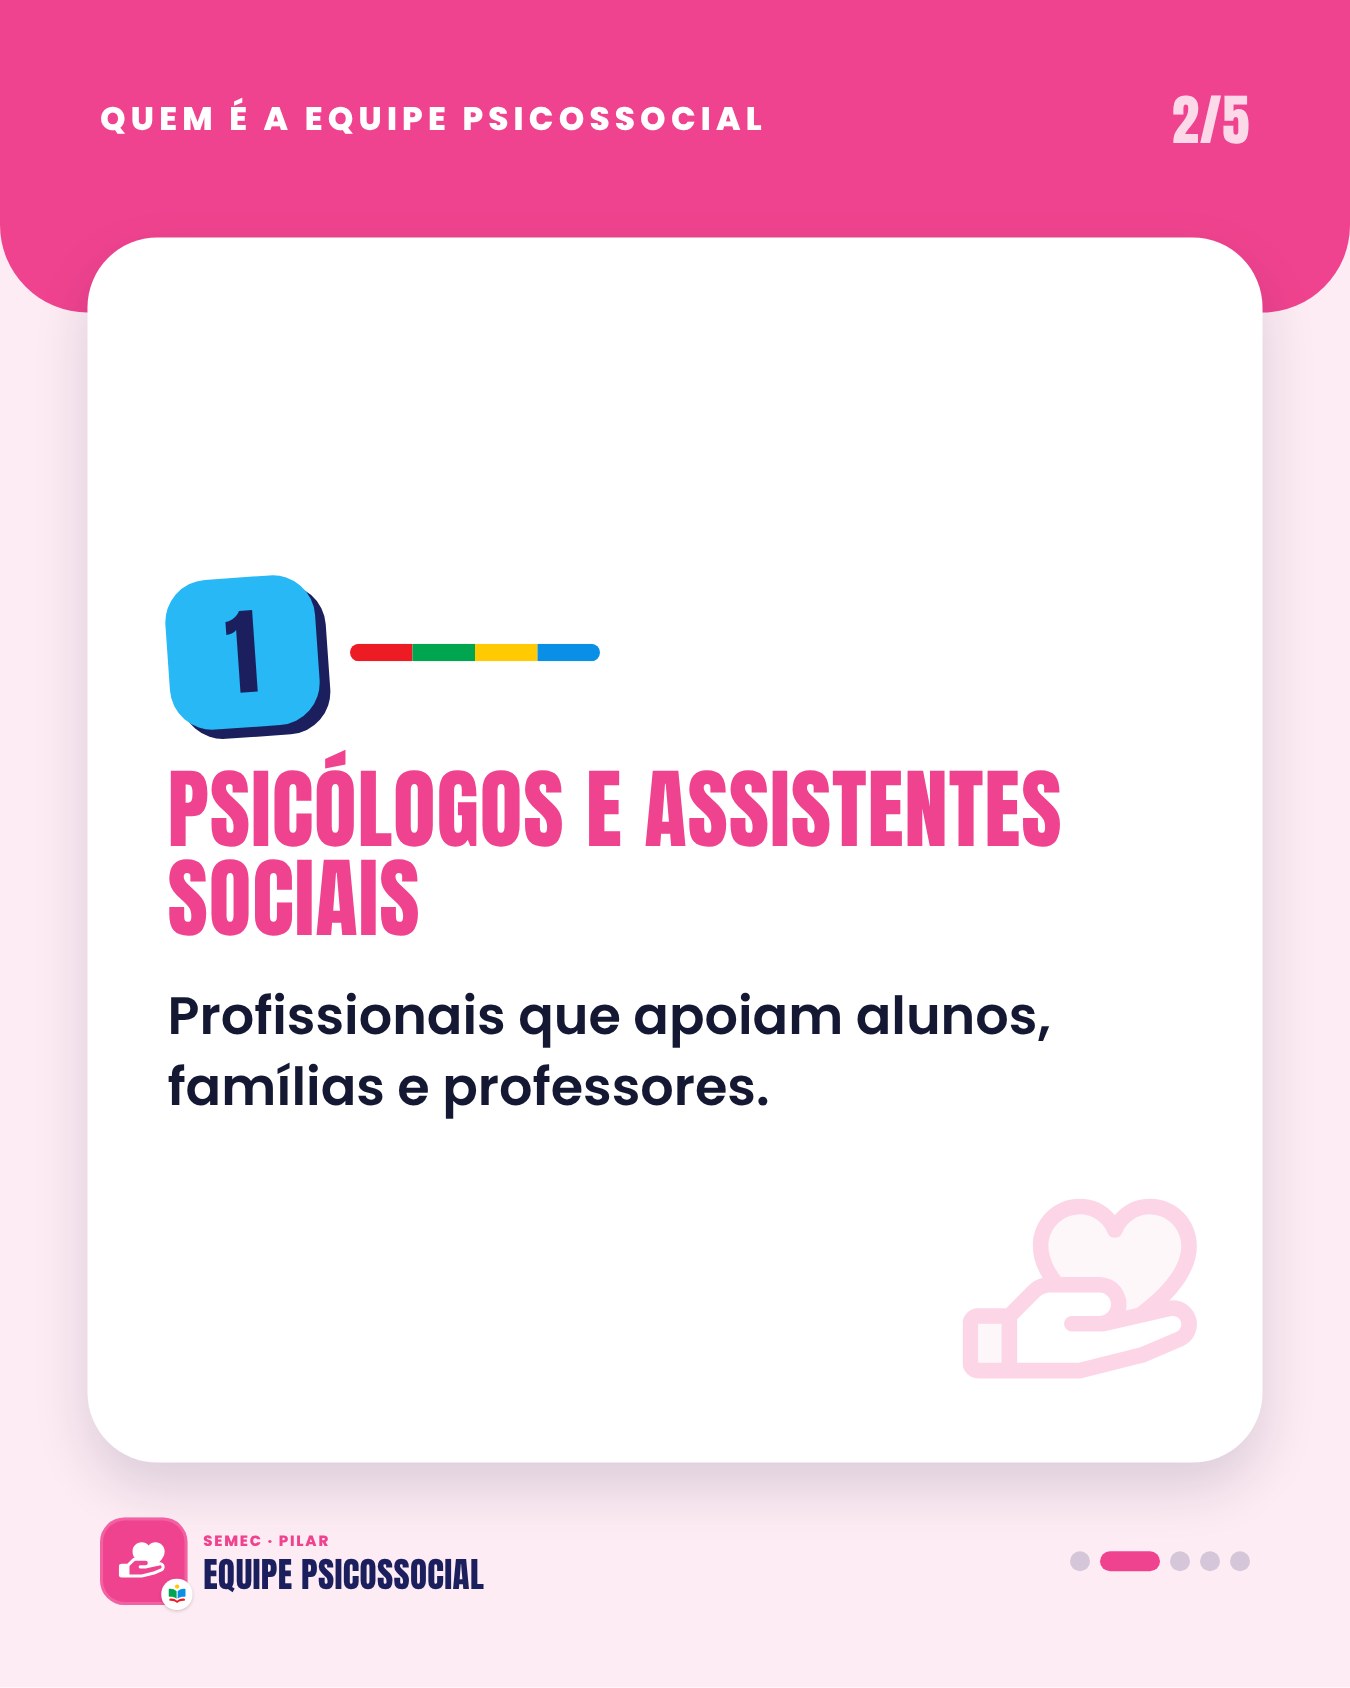 QUEM É A EQUIPE PSICOSSOCIAL
2/5
1
PSICÓLOGOS E ASSISTENTES
SOCIAIS
Profissionais que apoiam alunos,
famílias e professores.
SEMEC · PILAR
EQUIPE PSICOSSOCIAL